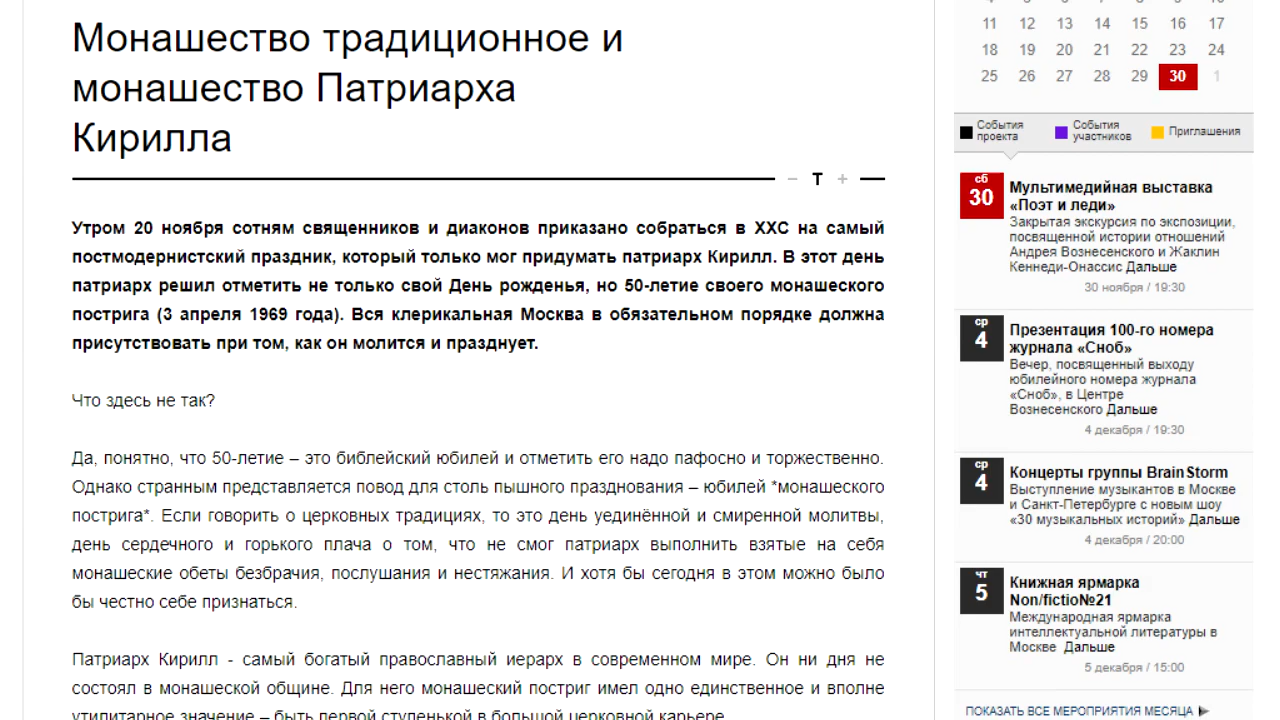 Монашество традиционное и
монашество Патриарха
Кирилла
− T +
Утром 20 ноября сотням священников и диаконов приказано собраться в ХХС на самый
постмодернистский праздник, который только мог придумать патриарх Кирилл. В этот день
патриарх решил отметить не только свой День рожденья, но 50-летие своего монашеского
пострига (3 апреля 1969 года). Вся клерикальная Москва в обязательном порядке должна
присутствовать при том, как он молится и празднует.
Что здесь не так?
Да, понятно, что 50-летие – это библейский юбилей и отметить его надо пафосно и торжественно.
Однако странным представляется повод для столь пышного празднования – юбилей *монашеского
пострига*. Если говорить о церковных традициях, то это день уединённой и смиренной молитвы,
день сердечного и горького плача о том, что не смог патриарх выполнить взятые на себя
монашеские обеты безбрачия, послушания и нестяжания. И хотя бы сегодня в этом можно было
бы честно себе признаться.
Патриарх Кирилл - самый богатый православный иерарх в современном мире. Он ни дня не
состоял в монашеской общине. Для него монашеский постриг имел одно единственное и вполне
утилитарное значение – быть первой ступенькой в большой церковной карьере.
11 12 13 14 15 16 17
18 19 20 21 22 23 24
25 26 27 28 29 30 1
События
проекта
События
участников
Приглашения
сб
30
Мультимедийная выставка
«Поэт и леди»
Закрытая экскурсия по экспозиции,
посвященной истории отношений
Андрея Вознесенского и Жаклин
Кеннеди-Онассис Дальше
30 ноября / 19:30
ср
4
Презентация 100-го номера
журнала «Сноб»
Вечер, посвященный выходу
юбилейного номера журнала
«Сноб», в Центре
Вознесенского Дальше
4 декабря / 19:30
ср
4
Концерты группы BrainStorm
Выступление музыкантов в Москве
и Санкт-Петербурге с новым шоу
«30 музыкальных историй» Дальше
4 декабря / 20:00
чт
5
Книжная ярмарка
Non/fictio№21
Международная ярмарка
интеллектуальной литературы в
Москве Дальше
5 декабря / 15:00
ПОКАЗАТЬ ВСЕ МЕРОПРИЯТИЯ МЕСЯЦА